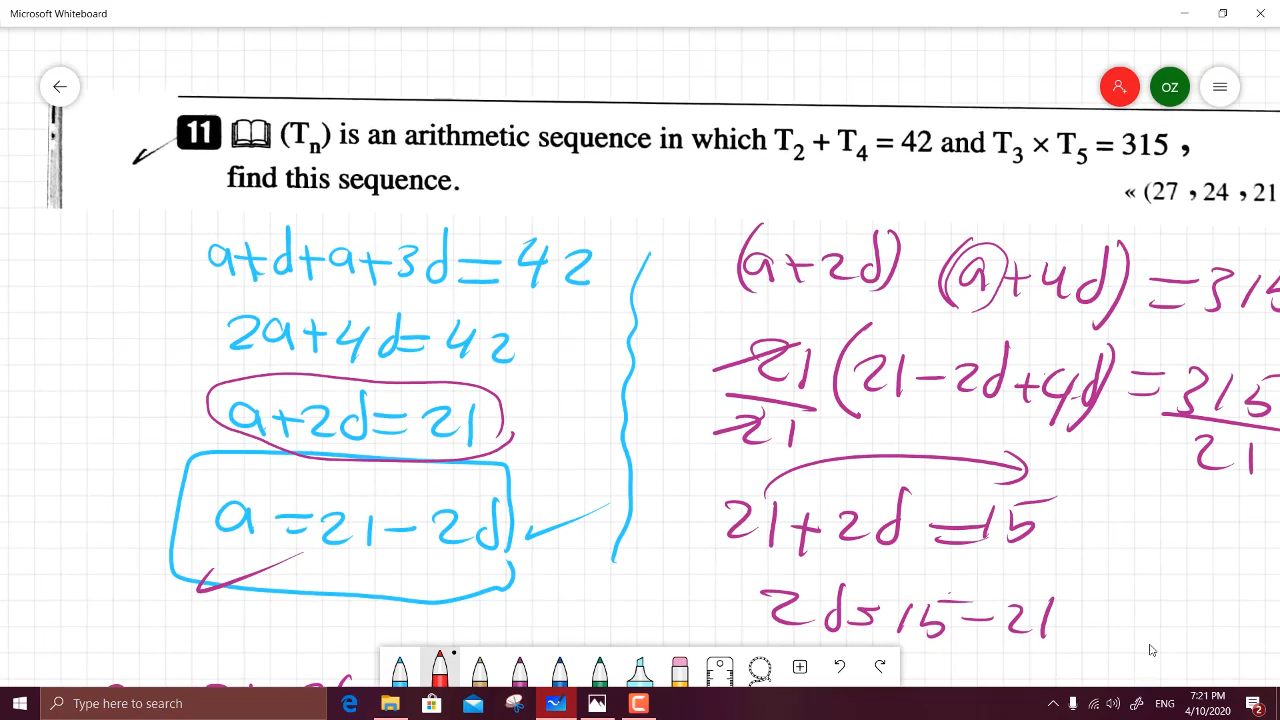 Microsoft Whiteboard
OZ
11 (Tn) is an arithmetic sequence in which T2 + T4 = 42 and T3 × T5 = 315 ,
find this sequence.
« (27 , 24 , 21
a+d+a+3d=42
2a+4d=42
a+2d=21
a=21-2d
(a+2d) (a+4d)=315
21/21 (21-2d+4d)=315/21
21+2d=15
2d=15-21
Type here to search
ENG
7:21 PM
4/10/2020
2